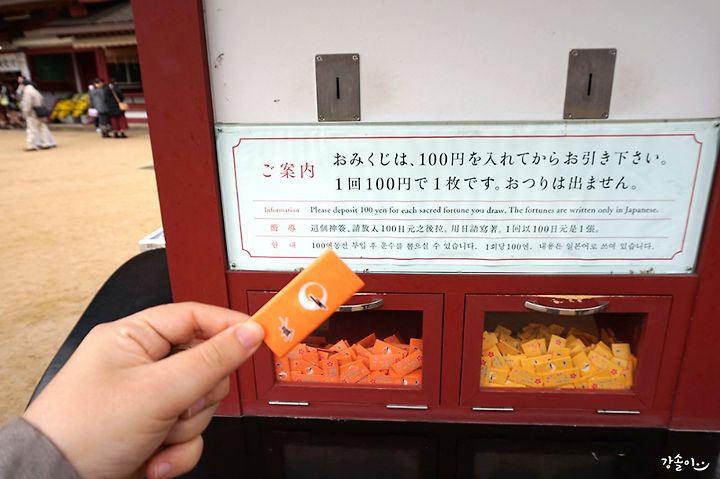 ご案内
おみくじは、100円を入れてからお引き下さい。
1回100円で1枚です。おつりは出ません。
Information Please deposit 100 yen for each sacred fortune you draw. The fortunes are written only in Japanese.
嚮導 這個神簽、請放入100日元之後拉。用日語寫著。1回以100日元是1張。
안내 100엔동전 투입 후 운수를 뽑으실 수 있습니다. 1회당100엔. 내용은 일본어로 쓰여 있습니다.
강솔이